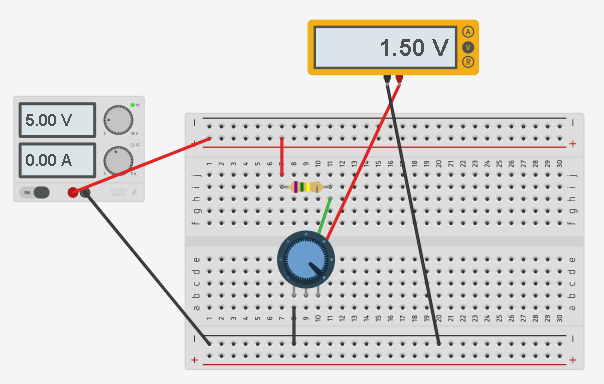 1.50 V
A
V
R
5.00 V
0.00 A
ON
− −
+ +
1 2 3 4 5 6 7 8 9 10 11 12 13 14 15 16 17 18 19 20 21 22 23 24 25 26 27 28 29 30
j j
i i
h h
g g
f f
e e
d d
c c
b b
a a
1 2 3 4 5 6 7 8 9 10 11 12 13 14 15 16 17 18 19 20 21 22 23 24 25 26 27 28 29 30
− −
+ +